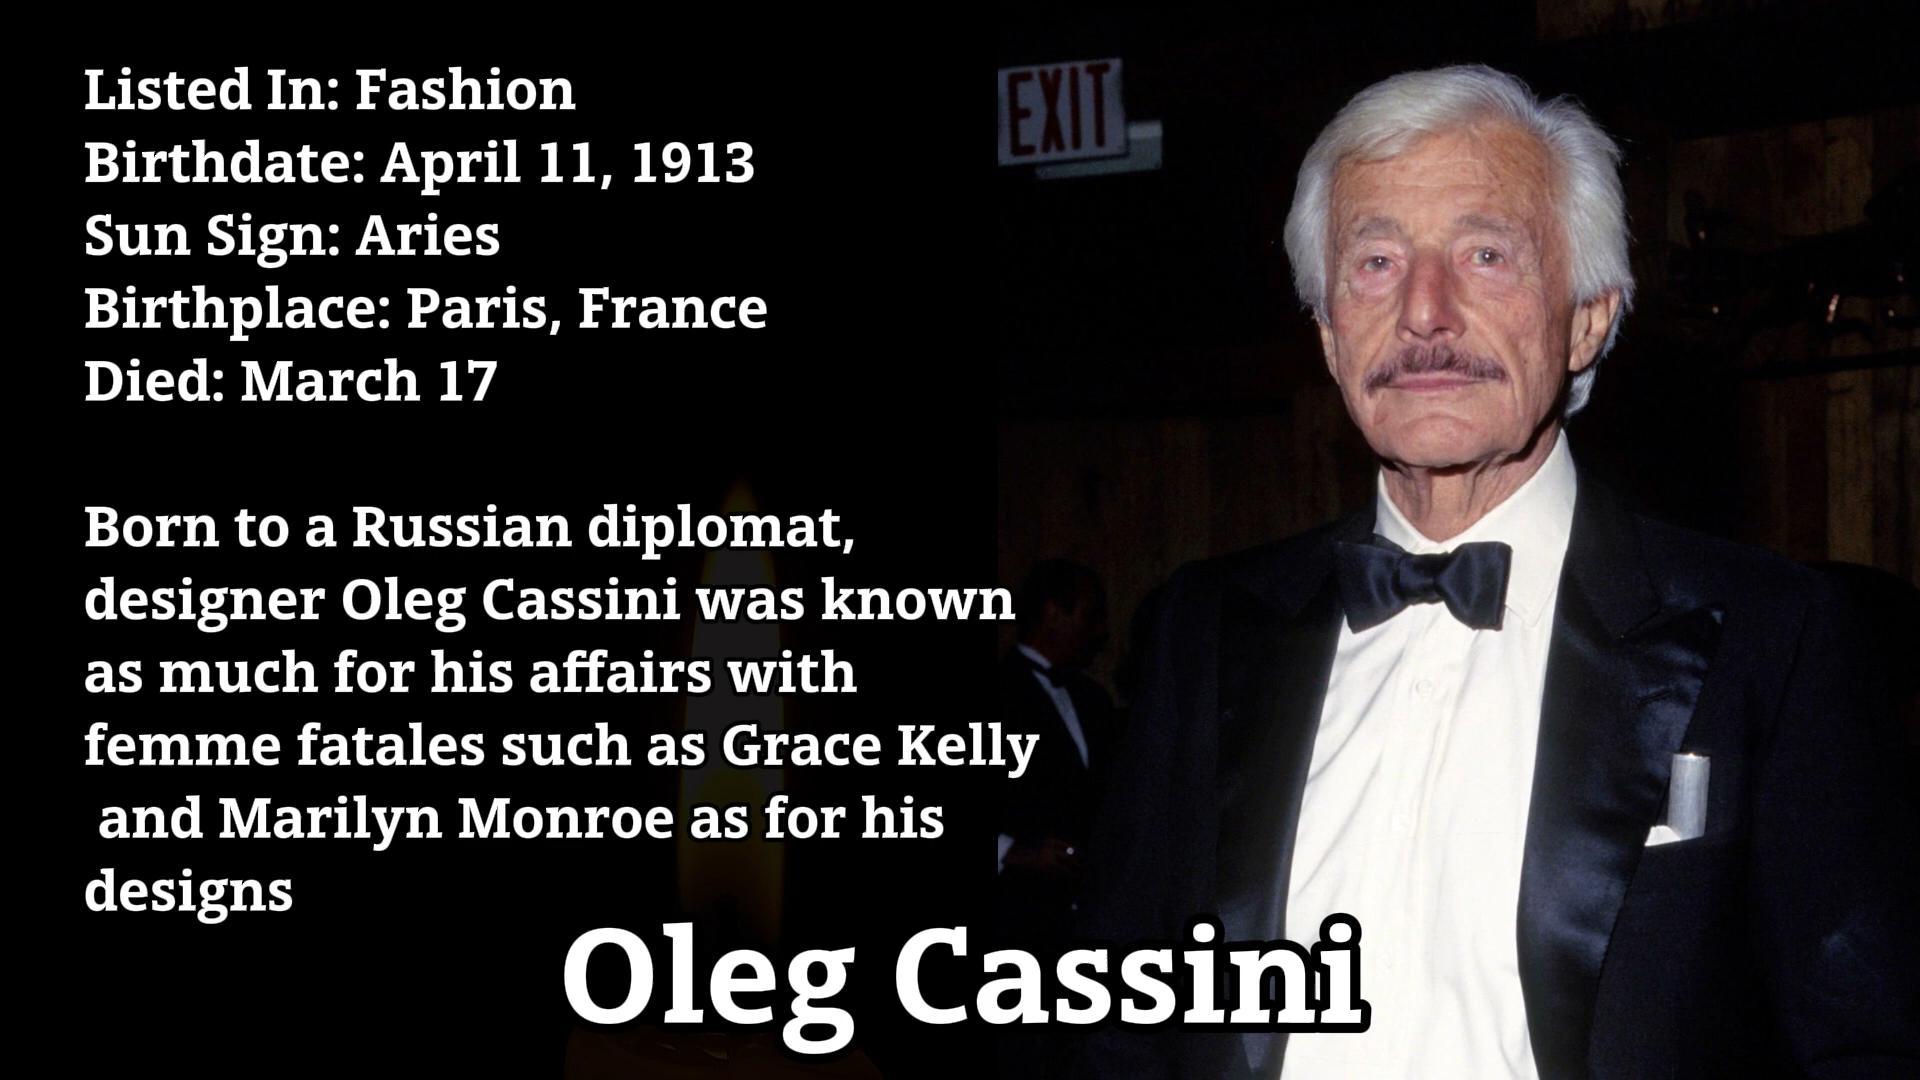 Listed In: Fashion
Birthdate: April 11, 1913
Sun Sign: Aries
Birthplace: Paris, France
Died: March 17
Born to a Russian diplomat,
designer Oleg Cassini was known
as much for his affairs with
femme fatales such as Grace Kelly
and Marilyn Monroe as for his
designs
Oleg Cassini
EXIT